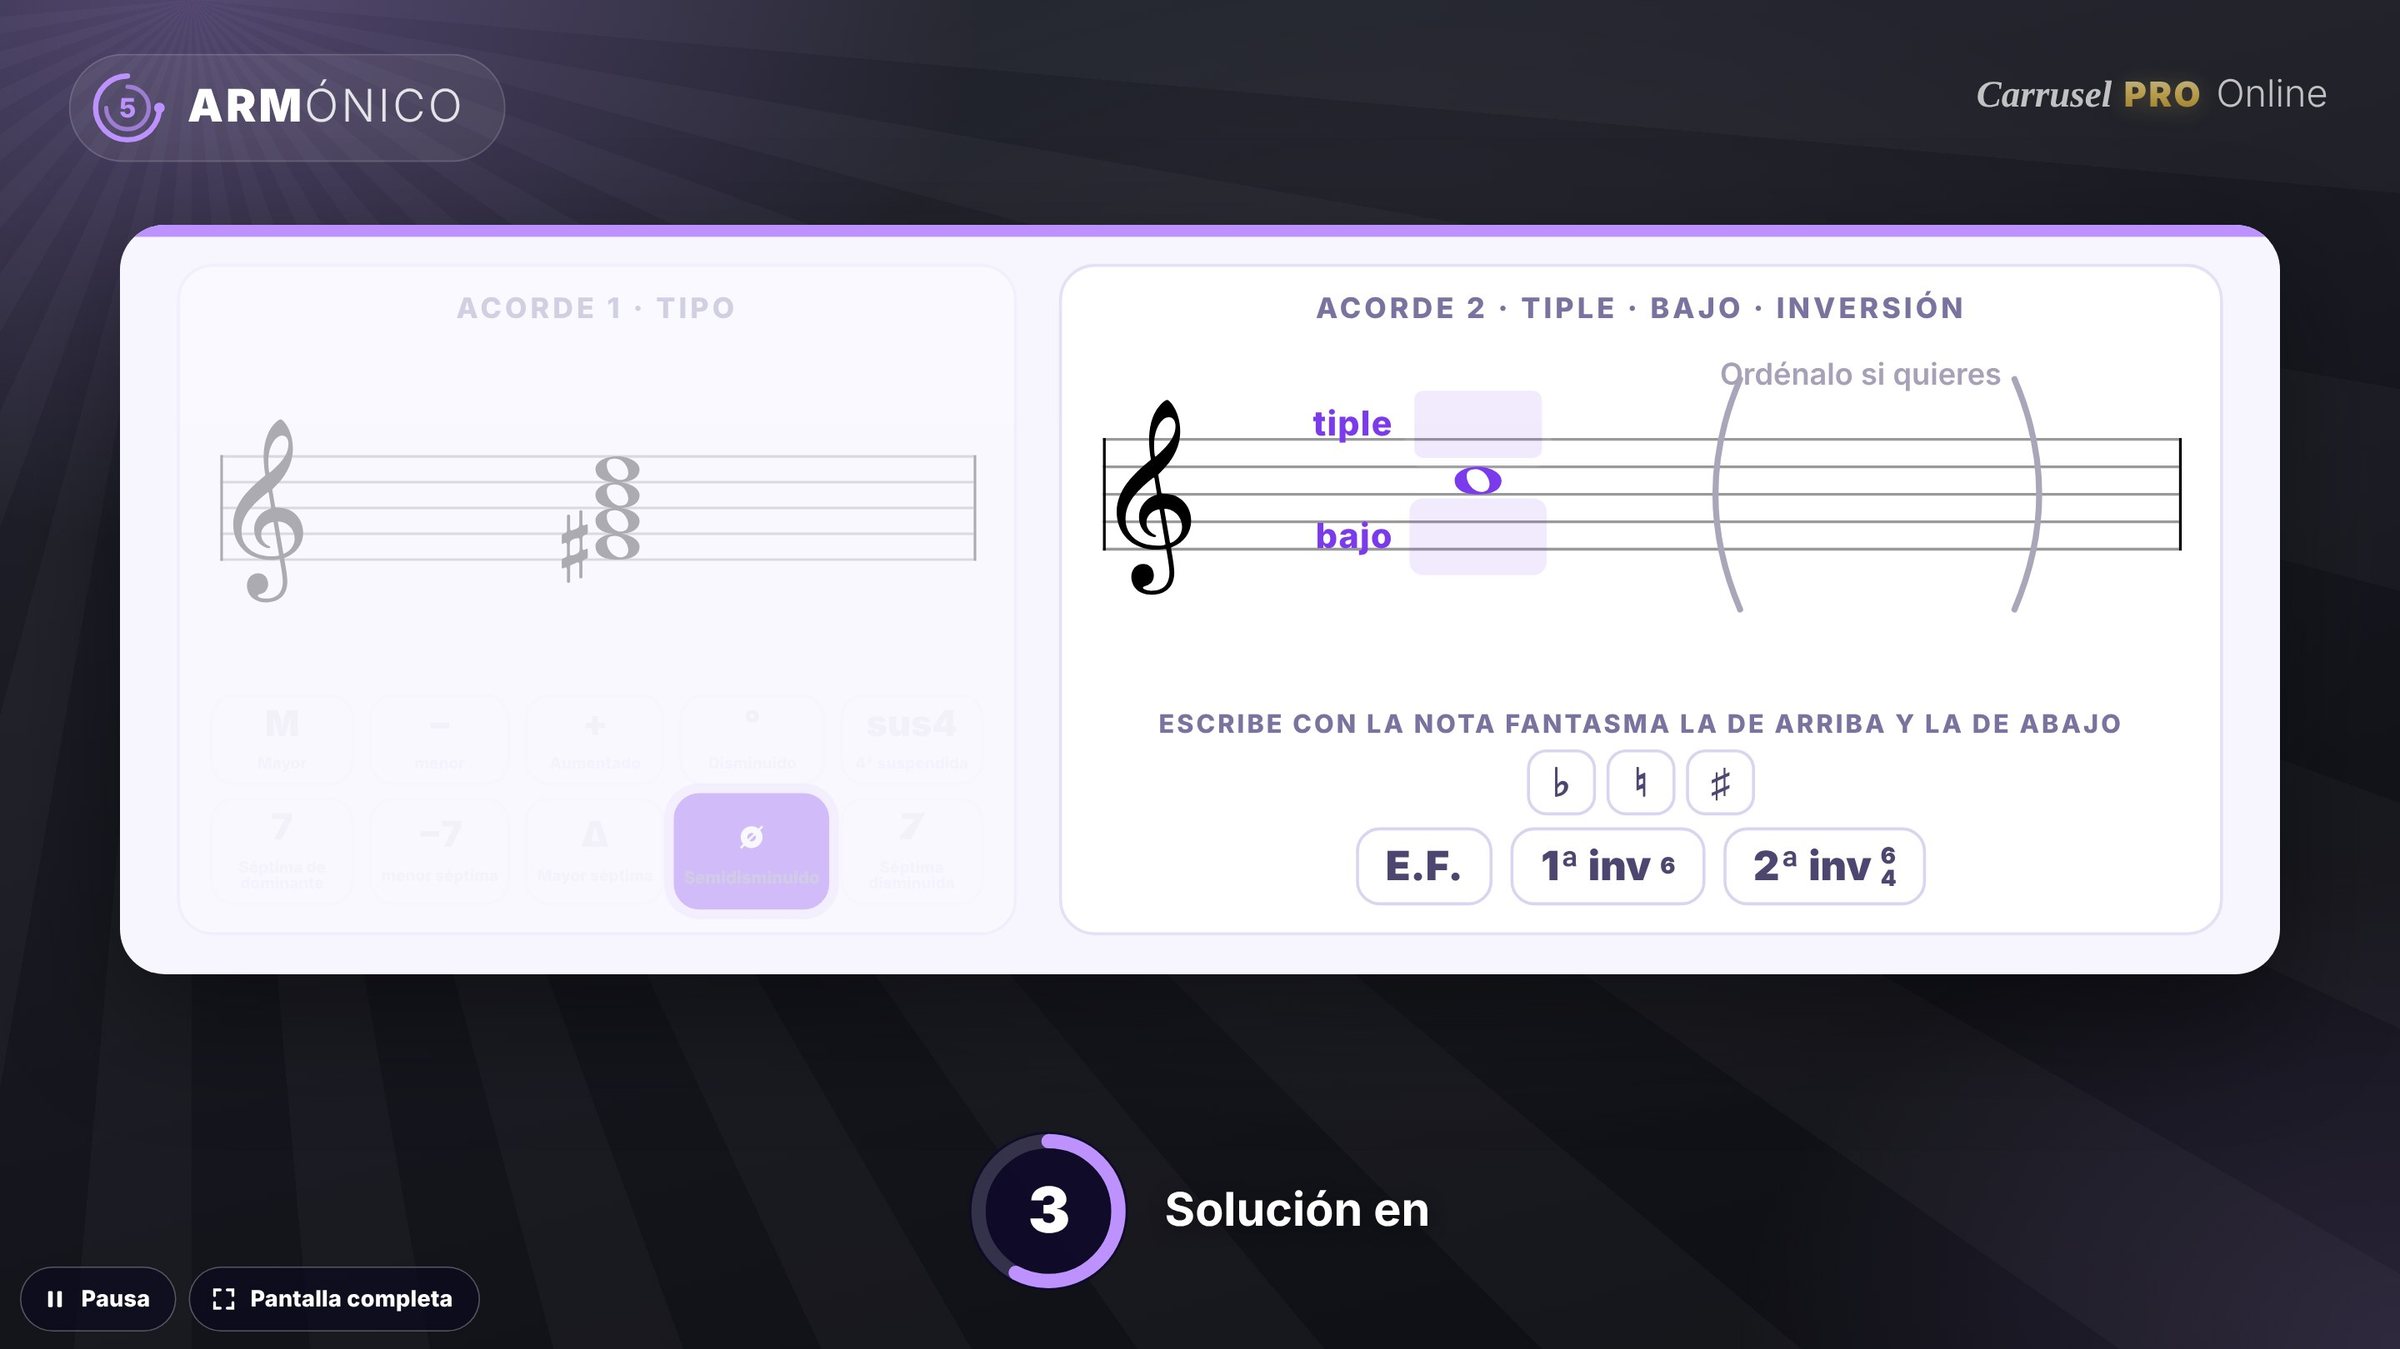 5 ARMÓNICO
Carrusel PRO Online
ACORDE 1 · TIPO
M
Mayor
–
menor
+
Aumentado
°
Disminuido
sus4
4ª suspendida
7
Séptima de
dominante
–7
menor séptima
Δ
Mayor séptima
ø
Semidisminuido
7
Séptima
disminuida
ACORDE 2 · TIPLE · BAJO · INVERSIÓN
Ordénalo si quieres
tiple
bajo
ESCRIBE CON LA NOTA FANTASMA LA DE ARRIBA Y LA DE ABAJO
♭ ♮ ♯
E.F.
1ª inv 6
2ª inv 6 4
3
Solución en
Pausa
Pantalla completa